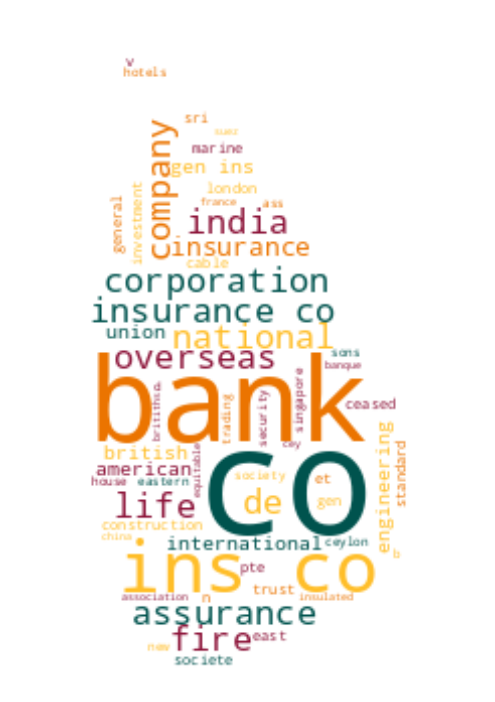 v
hotels
sri
suez
marine
company
gen ins
investment
general
london
france
ass
india
insurance
cable
corporation
insurance co
union
national
sons
overseas
banque
bank
singapore
ceased
trading
security
cey
british
engineering
standard
american
equitable
house
eastern
society
et
co
life
de
gen
construction
china
international
ceylon
ins co
pte
trust
association
n
insulated
assurance
fire
east
new
societe